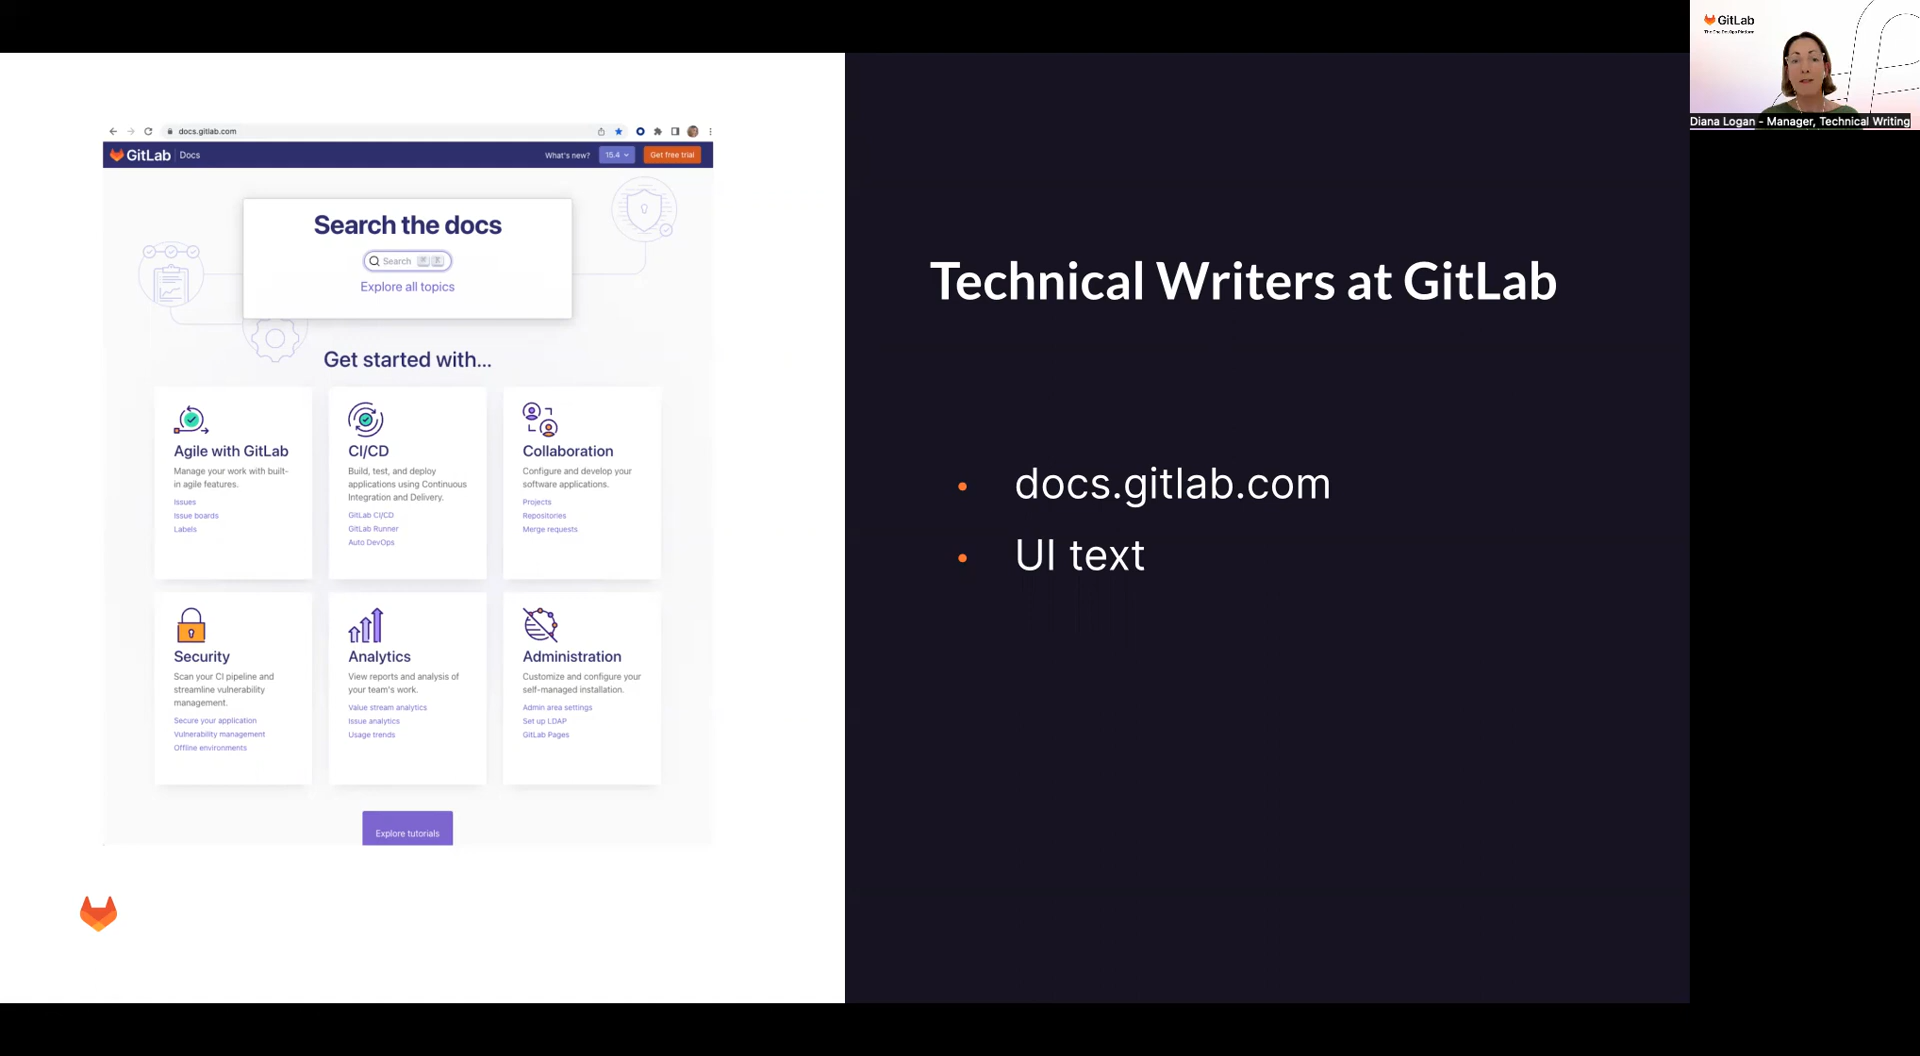 docs.gitlab.com
GitLab Docs
What's new?
15.4
Get free trial
Search the docs
Search
Explore all topics
Get started with...
Agile with GitLab
Manage your work with built-
in agile features.
Issues
Issue boards
Labels
CI/CD
Build, test, and deploy
applications using Continuous
Integration and Delivery.
GitLab CI/CD
GitLab Runner
Auto DevOps
Collaboration
Configure and develop your
software applications.
Projects
Repositories
Merge requests
Security
Scan your CI pipeline and
streamline vulnerability
management.
Secure your application
Vulnerability management
Offline environments
Analytics
View reports and analysis of
your team's work.
Value stream analytics
Issue analytics
Usage trends
Administration
Customize and configure your
self-managed installation.
Admin area settings
Set up LDAP
GitLab Pages
Explore tutorials
Technical Writers at GitLab
• docs.gitlab.com
• UI text
GitLab
Diana Logan - Manager, Technical Writing